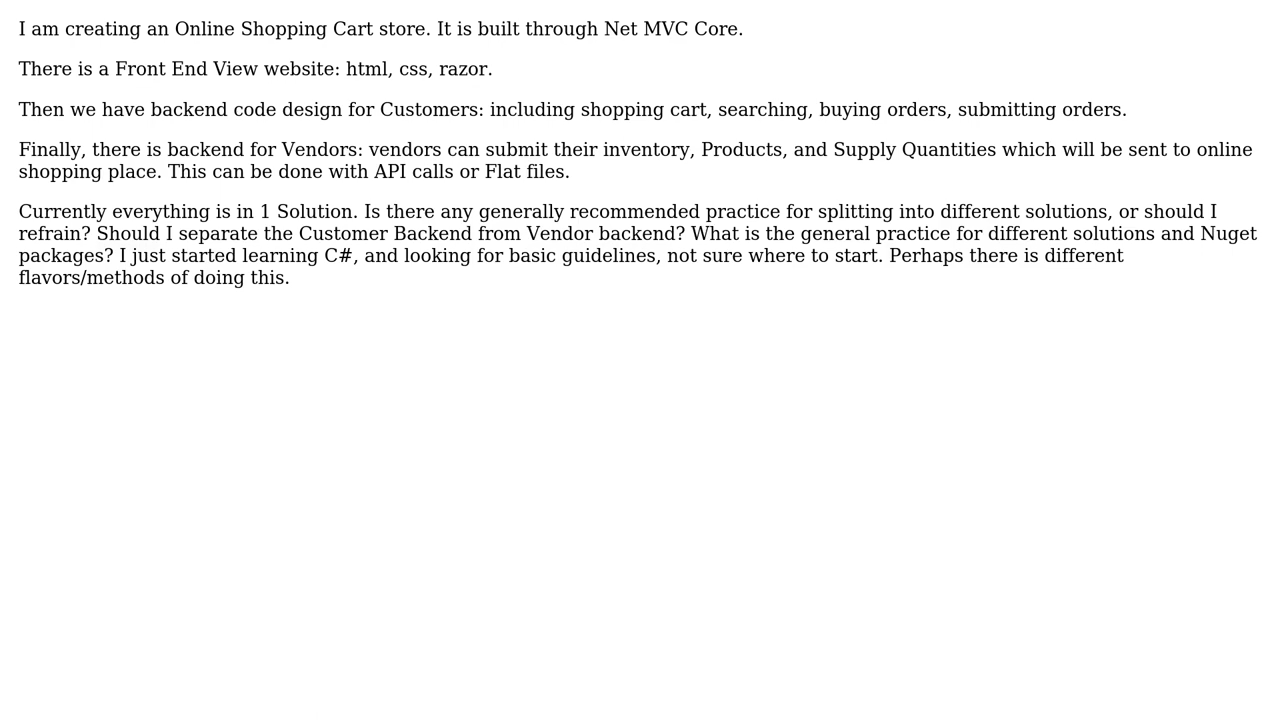 I am creating an Online Shopping Cart store. It is built through Net MVC Core.
There is a Front End View website: html, css, razor.
Then we have backend code design for Customers: including shopping cart, searching, buying orders, submitting orders.
Finally, there is backend for Vendors: vendors can submit their inventory, Products, and Supply Quantities which will be sent to online
shopping place. This can be done with API calls or Flat files.
Currently everything is in 1 Solution. Is there any generally recommended practice for splitting into different solutions, or should I
refrain? Should I separate the Customer Backend from Vendor backend? What is the general practice for different solutions and Nuget
packages? I just started learning C#, and looking for basic guidelines, not sure where to start. Perhaps there is different
flavors/methods of doing this.